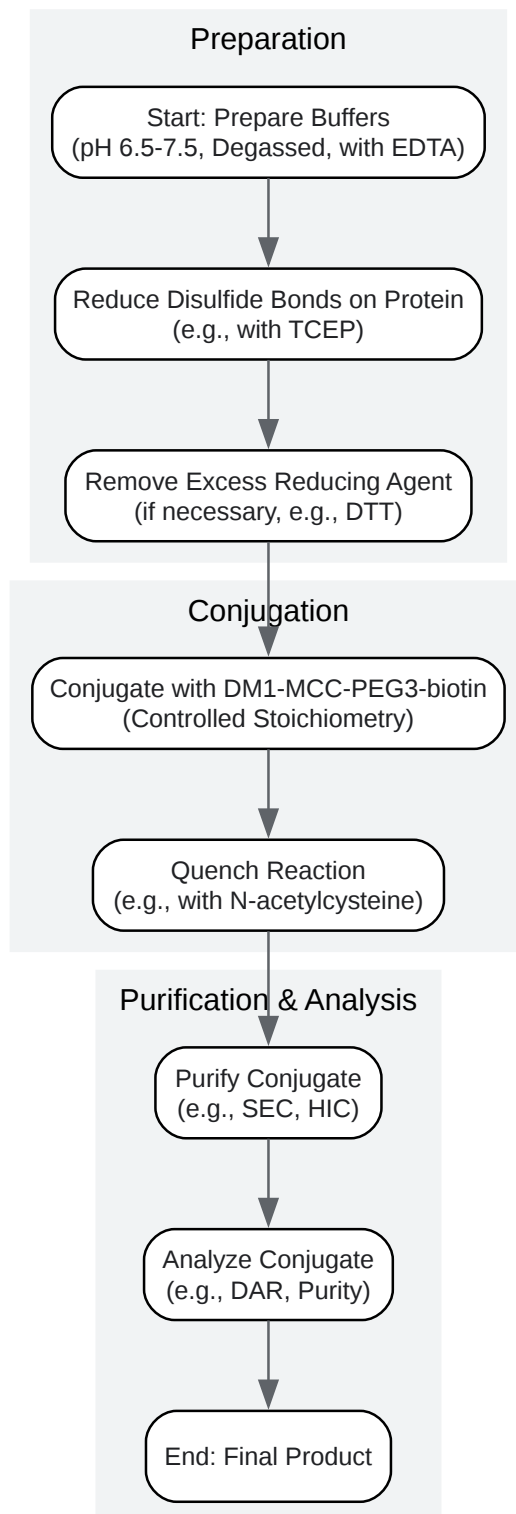 Preparation
Start: Prepare Buffers
(pH 6.5-7.5, Degassed, with EDTA)
Reduce Disulfide Bonds on Protein
(e.g., with TCEP)
Remove Excess Reducing Agent
(if necessary, e.g., DTT)
Conjugation
Conjugate with DM1-MCC-PEG3-biotin
(Controlled Stoichiometry)
Quench Reaction
(e.g., with N-acetylcysteine)
Purification & Analysis
Purify Conjugate
(e.g., SEC, HIC)
Analyze Conjugate
(e.g., DAR, Purity)
End: Final Product